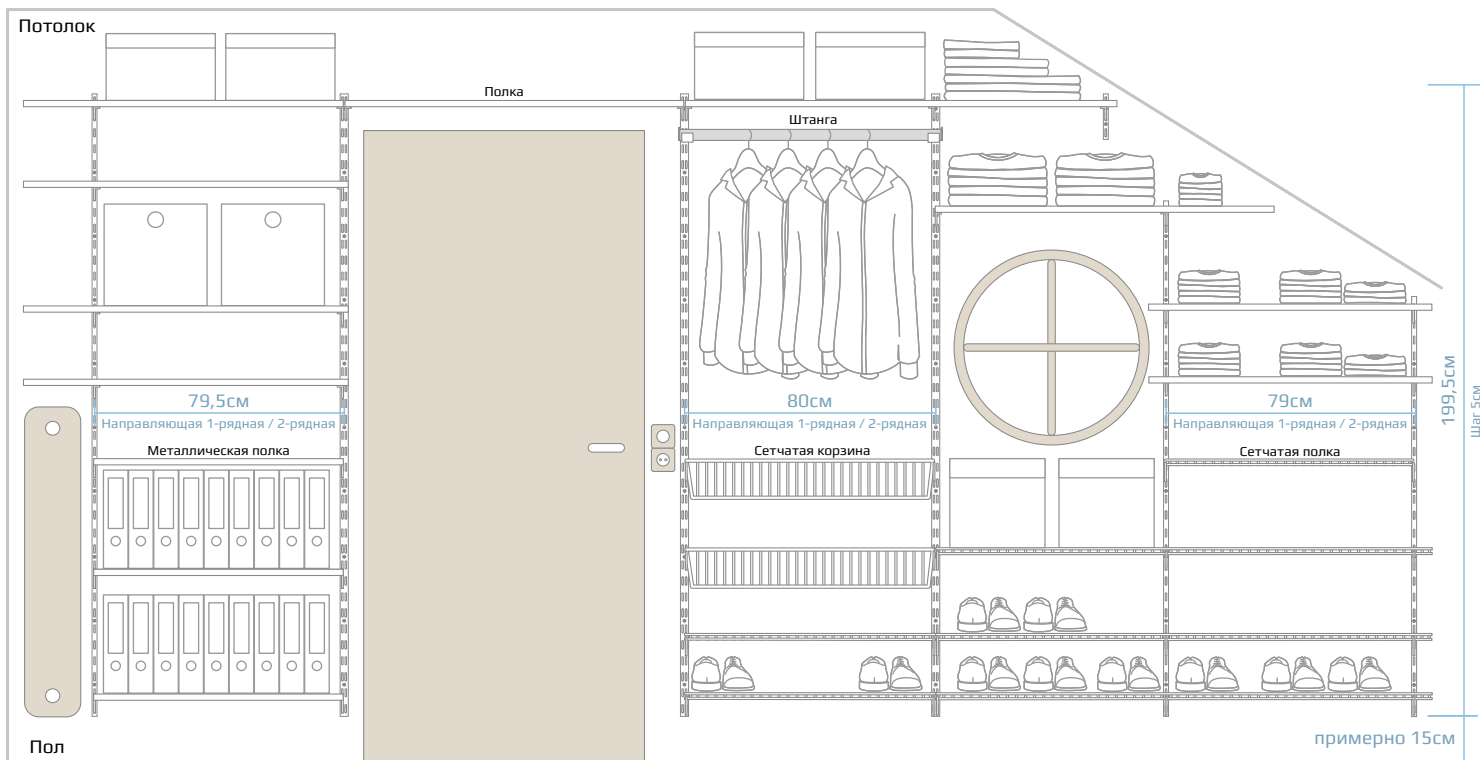 Потолок
Полка
Штанга
79,5см
Направляющая 1-рядная / 2-рядная
80см
Направляющая 1-рядная / 2-рядная
79см
Направляющая 1-рядная / 2-рядная
199,5см
Шаг 5см
Металлическая полка
Сетчатая корзина
Сетчатая полка
Пол
примерно 15см